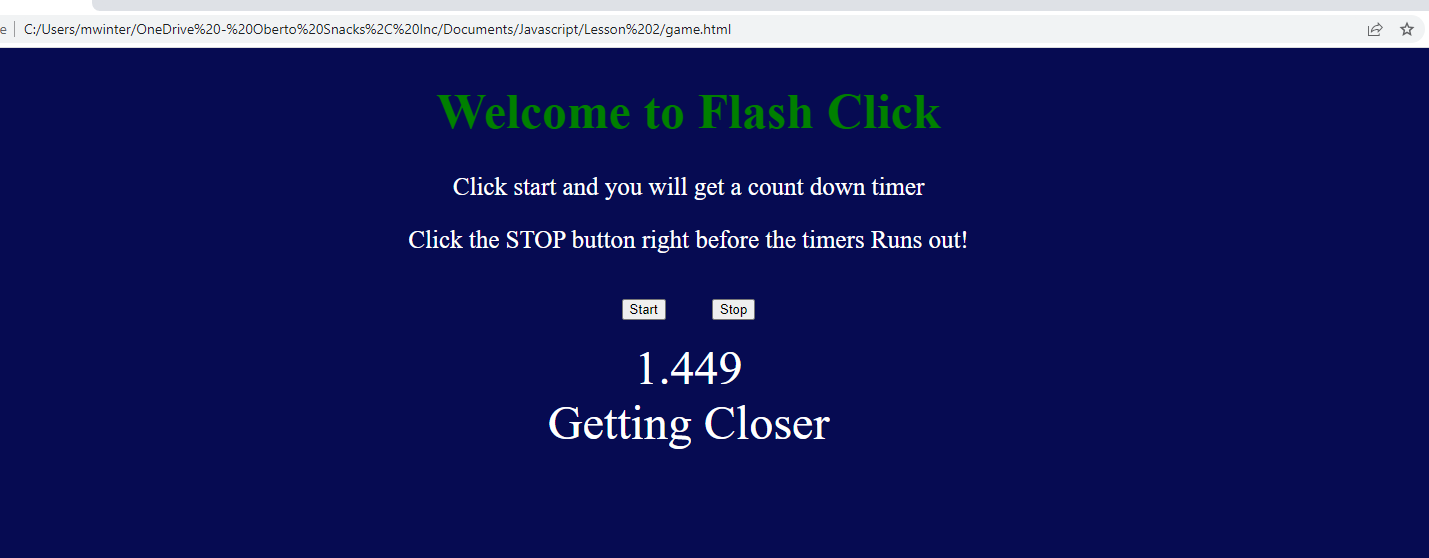 e | C:/Users/mwinter/OneDrive%20-%20Oberto%20Snacks%2C%20Inc/Documents/Javascript/Lesson%202/game.html
Welcome to Flash Click
Click start and you will get a count down timer
Click the STOP button right before the timers Runs out!
Start Stop
1.449
Getting Closer